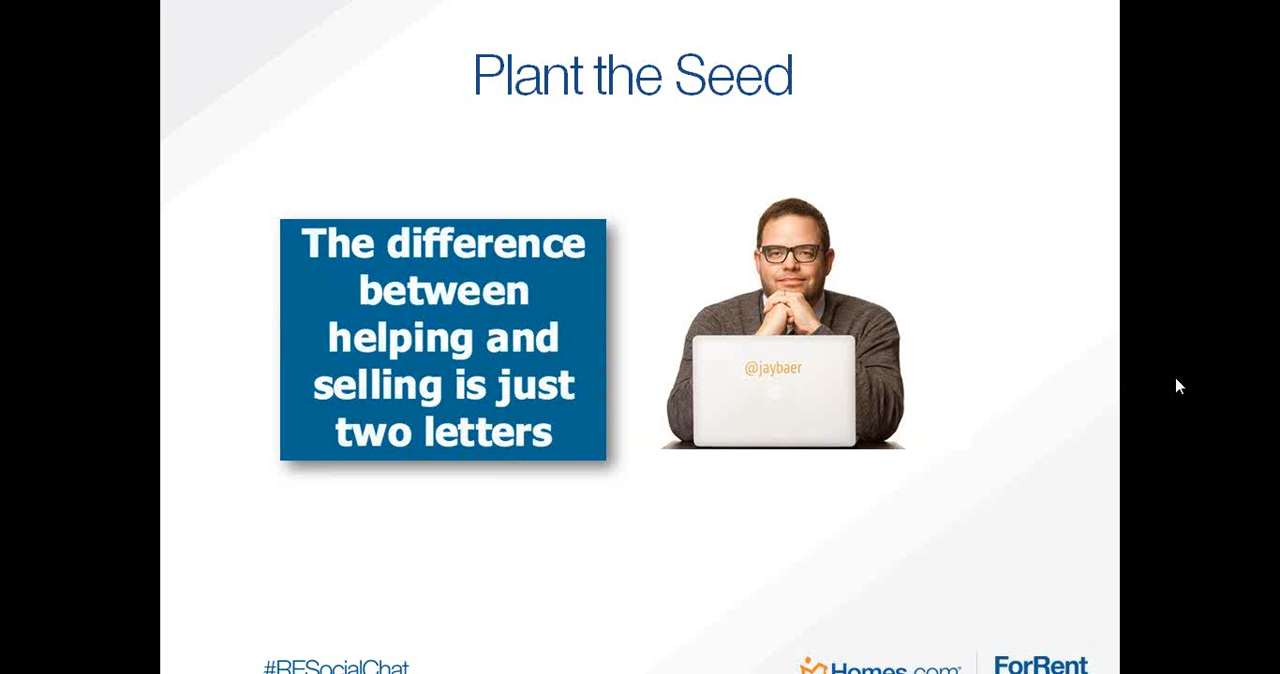 Plant the Seed
The difference
between
helping and
selling is just
two letters
@jaybaer
#RESocialChat
Homes.com
ForRent